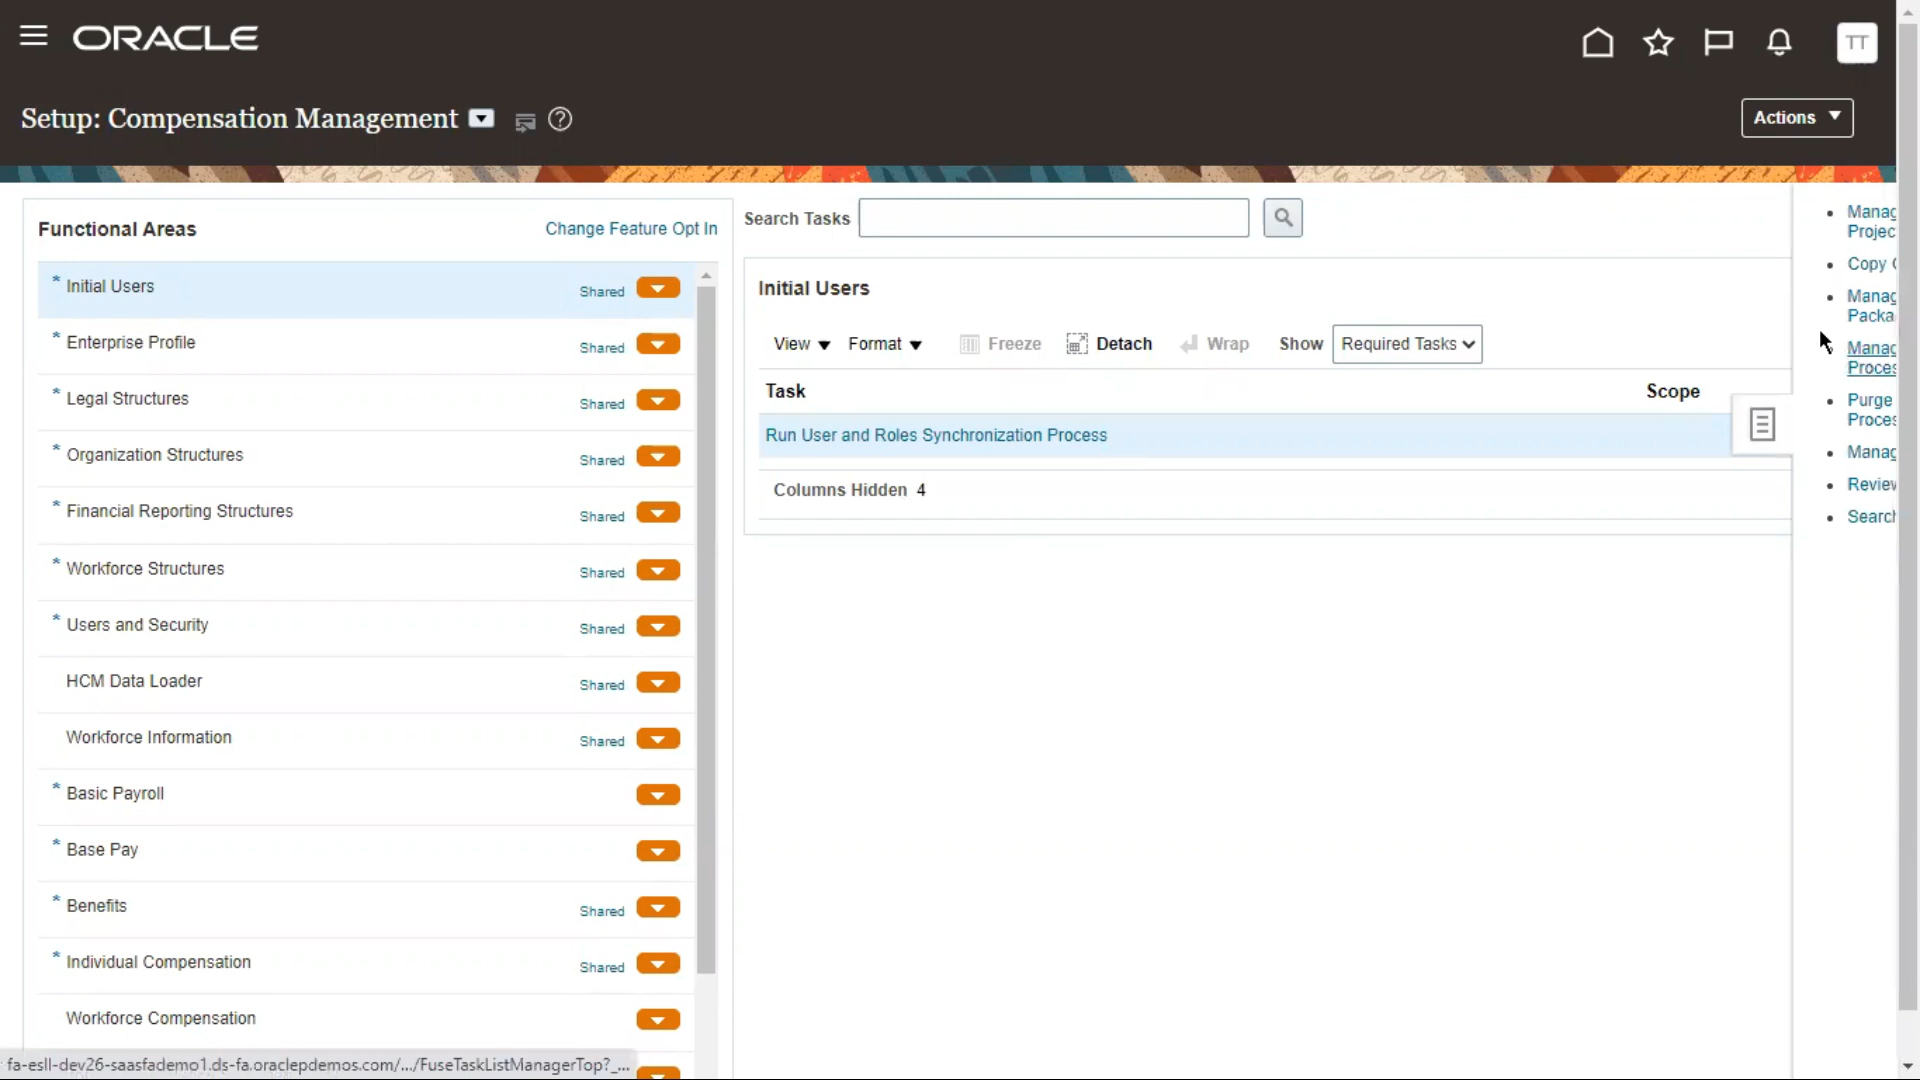 ORACLE
TT
Setup: Compensation Management
Actions
Functional Areas
Change Feature Opt In
* Initial Users Shared
* Enterprise Profile Shared
* Legal Structures Shared
* Organization Structures Shared
* Financial Reporting Structures Shared
* Workforce Structures Shared
* Users and Security Shared
HCM Data Loader Shared
Workforce Information Shared
* Basic Payroll
* Base Pay
* Benefits Shared
* Individual Compensation Shared
Workforce Compensation
Search Tasks
Initial Users
View Format Freeze Detach Wrap Show Required Tasks
Task Scope
Run User and Roles Synchronization Process
Columns Hidden 4
Manag
Projec
Copy
Manag
Packa
Manag
Proces
Purge
Proces
Manag
Review
Search
fa-esll-dev26-saasfademo1.ds-fa.oraclepdemos.com/.../FuseTaskListManagerTop?_...